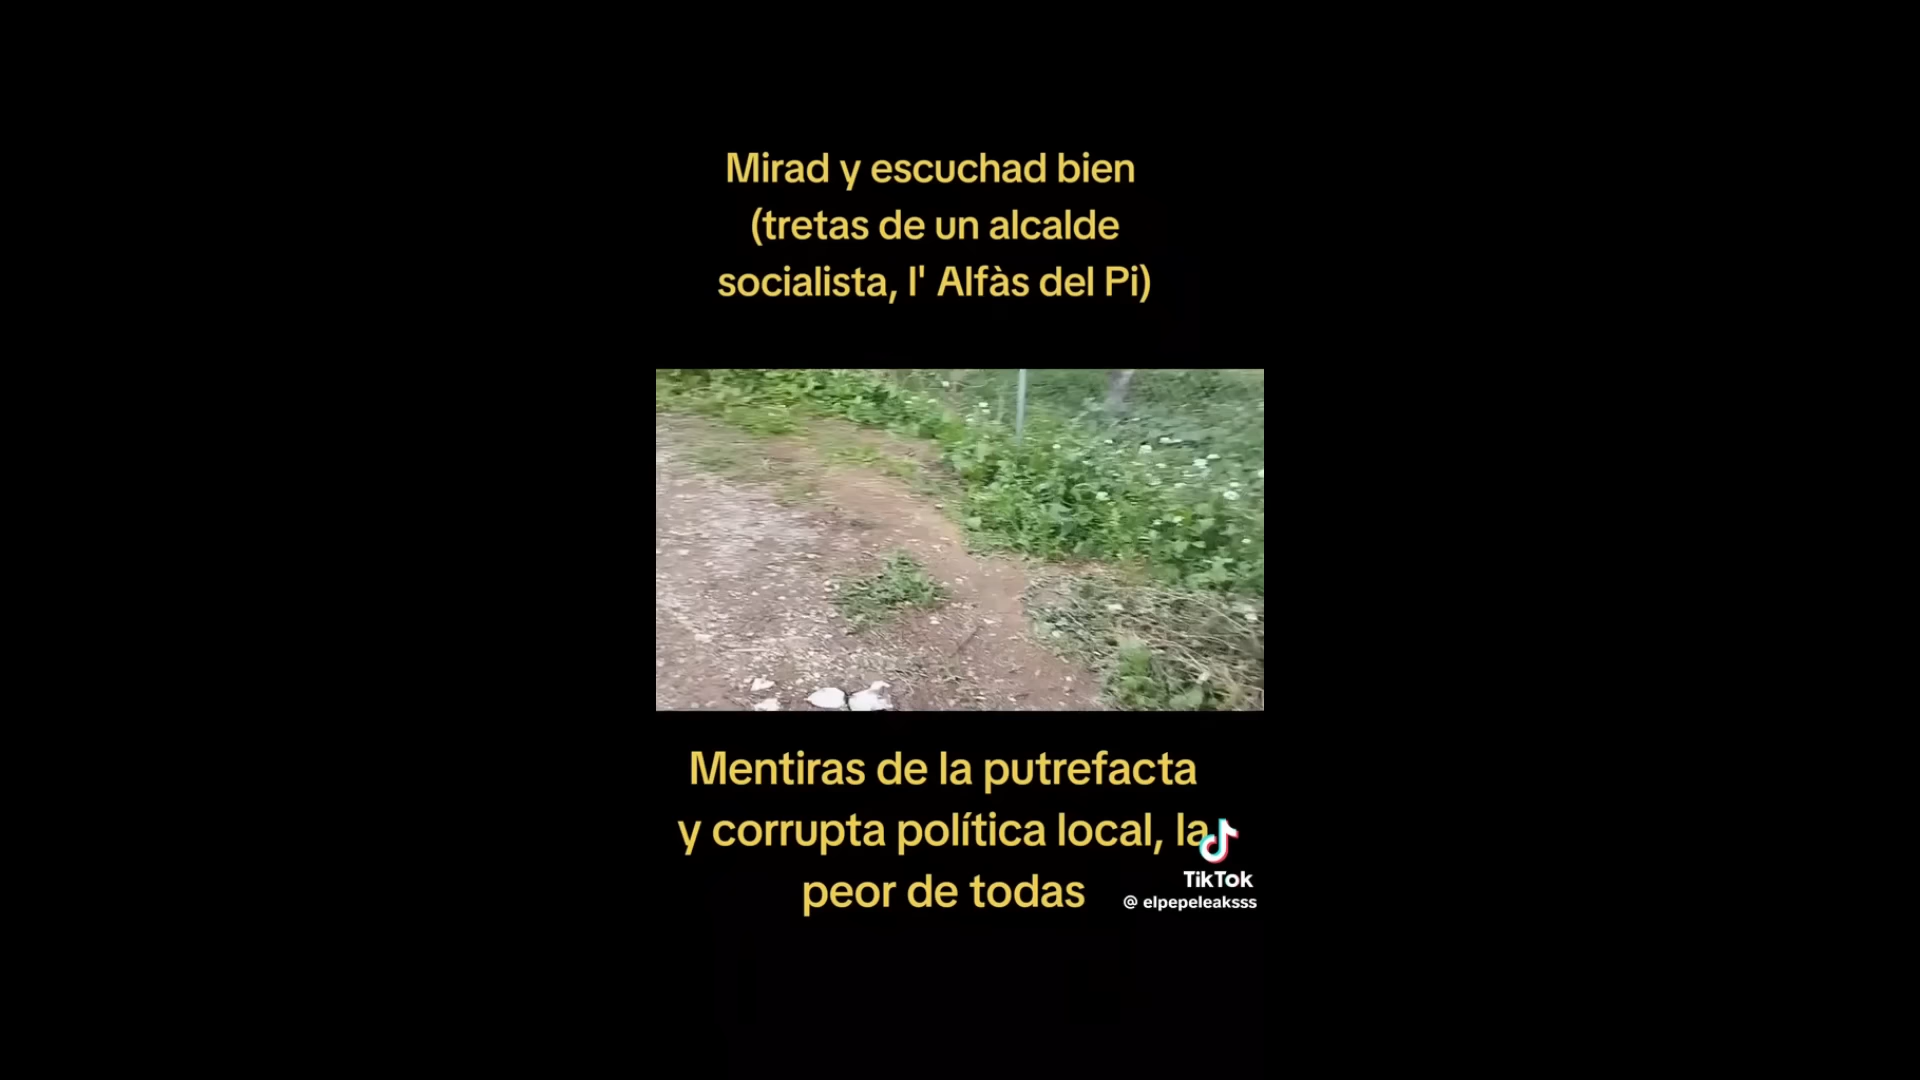 Mirad y escuchad bien
(tretas de un alcalde
socialista, l' Alfàs del Pi)
Mentiras de la putrefacta
y corrupta política local, la
peor de todas
TikTok
@ elpepeleaksss